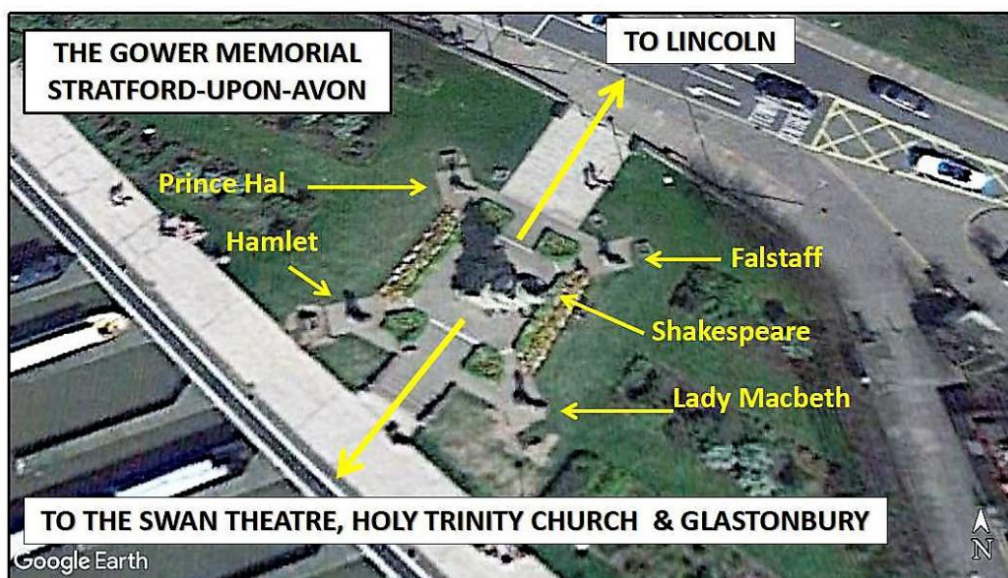 THE GOWER MEMORIAL
STRATFORD-UPON-AVON
TO LINCOLN
Prince Hal
Hamlet
Falstaff
Shakespeare
Lady Macbeth
TO THE SWAN THEATRE, HOLY TRINITY CHURCH & GLASTONBURY
Google Earth
N